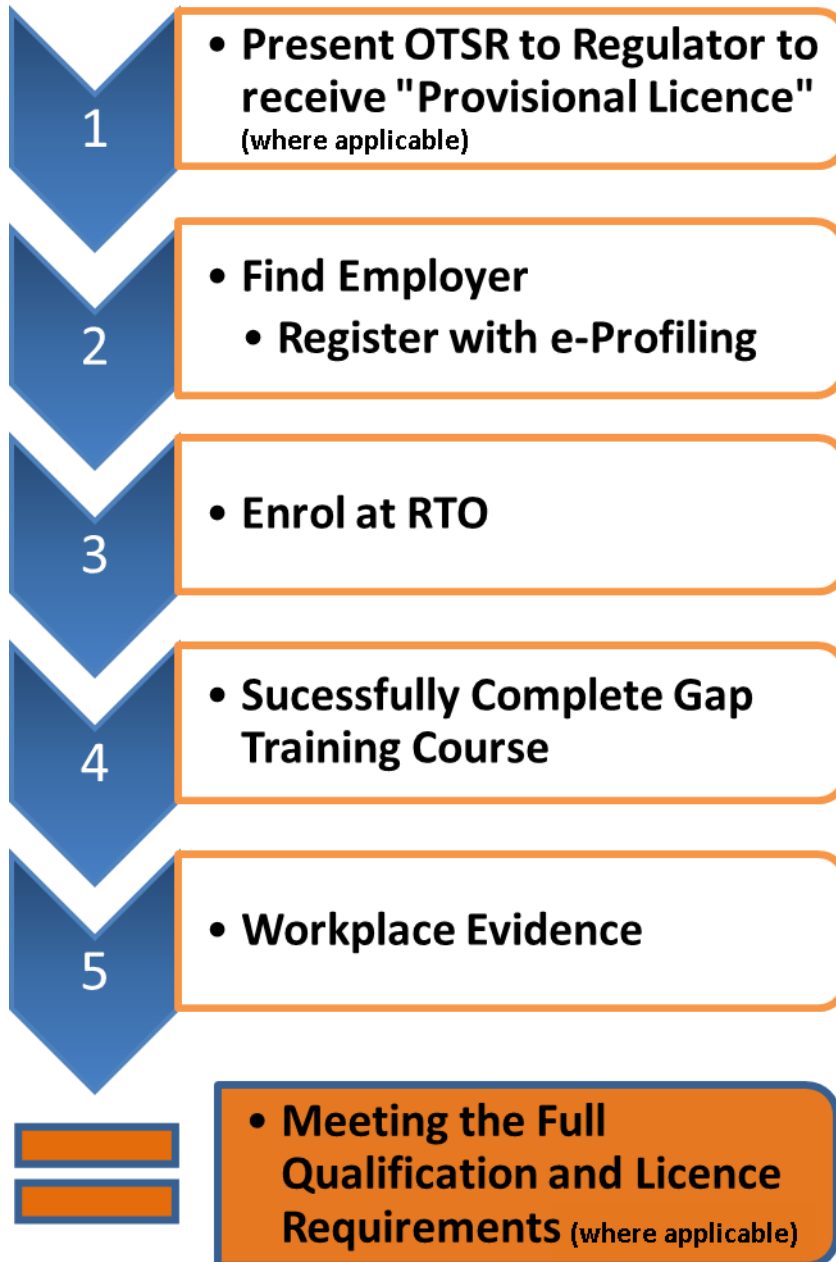 1
• Present OTSR to Regulator to
receive "Provisional Licence"
(where applicable)
2
• Find Employer
• Register with e-Profiling
3
• Enrol at RTO
4
• Sucessfully Complete Gap
Training Course
5
• Workplace Evidence
• Meeting the Full
Qualification and Licence
Requirements (where applicable)